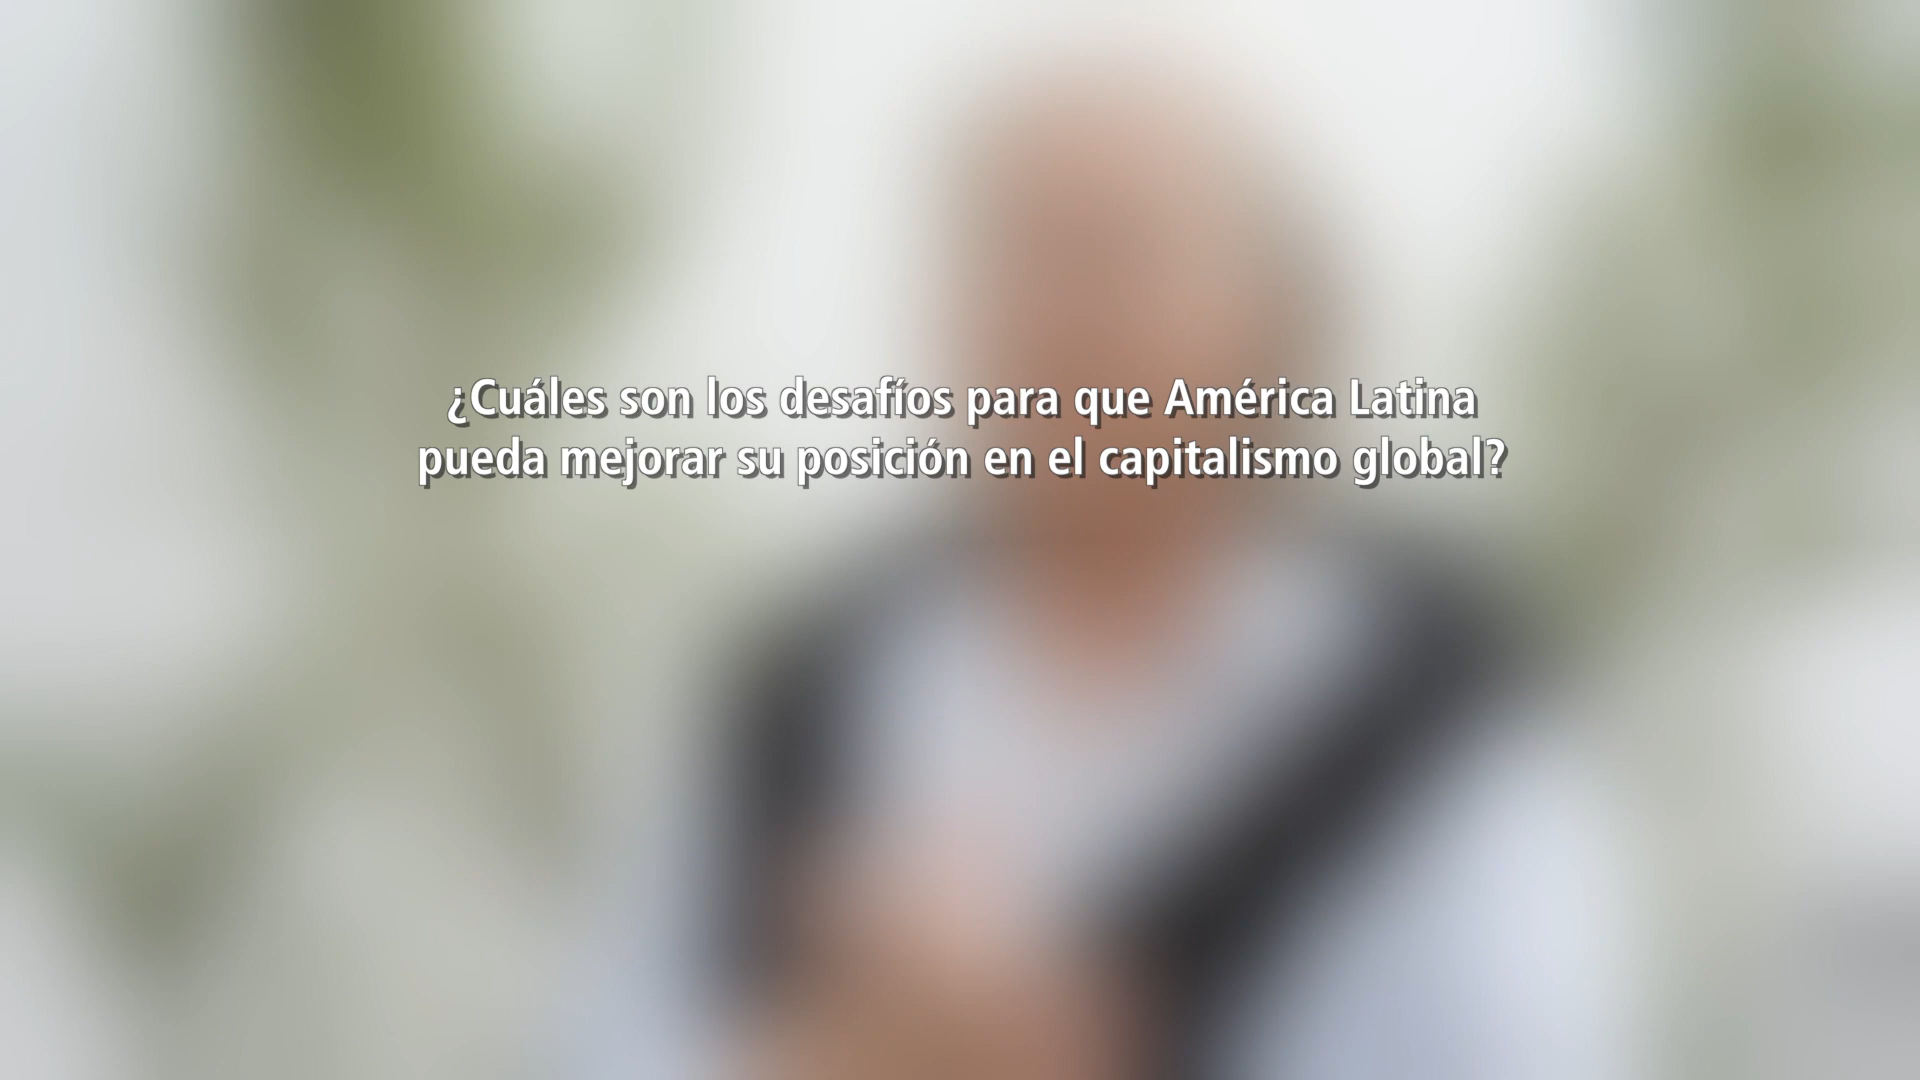 ¿Cuáles son los desafíos para que América Latina
pueda mejorar su posición en el capitalismo global?